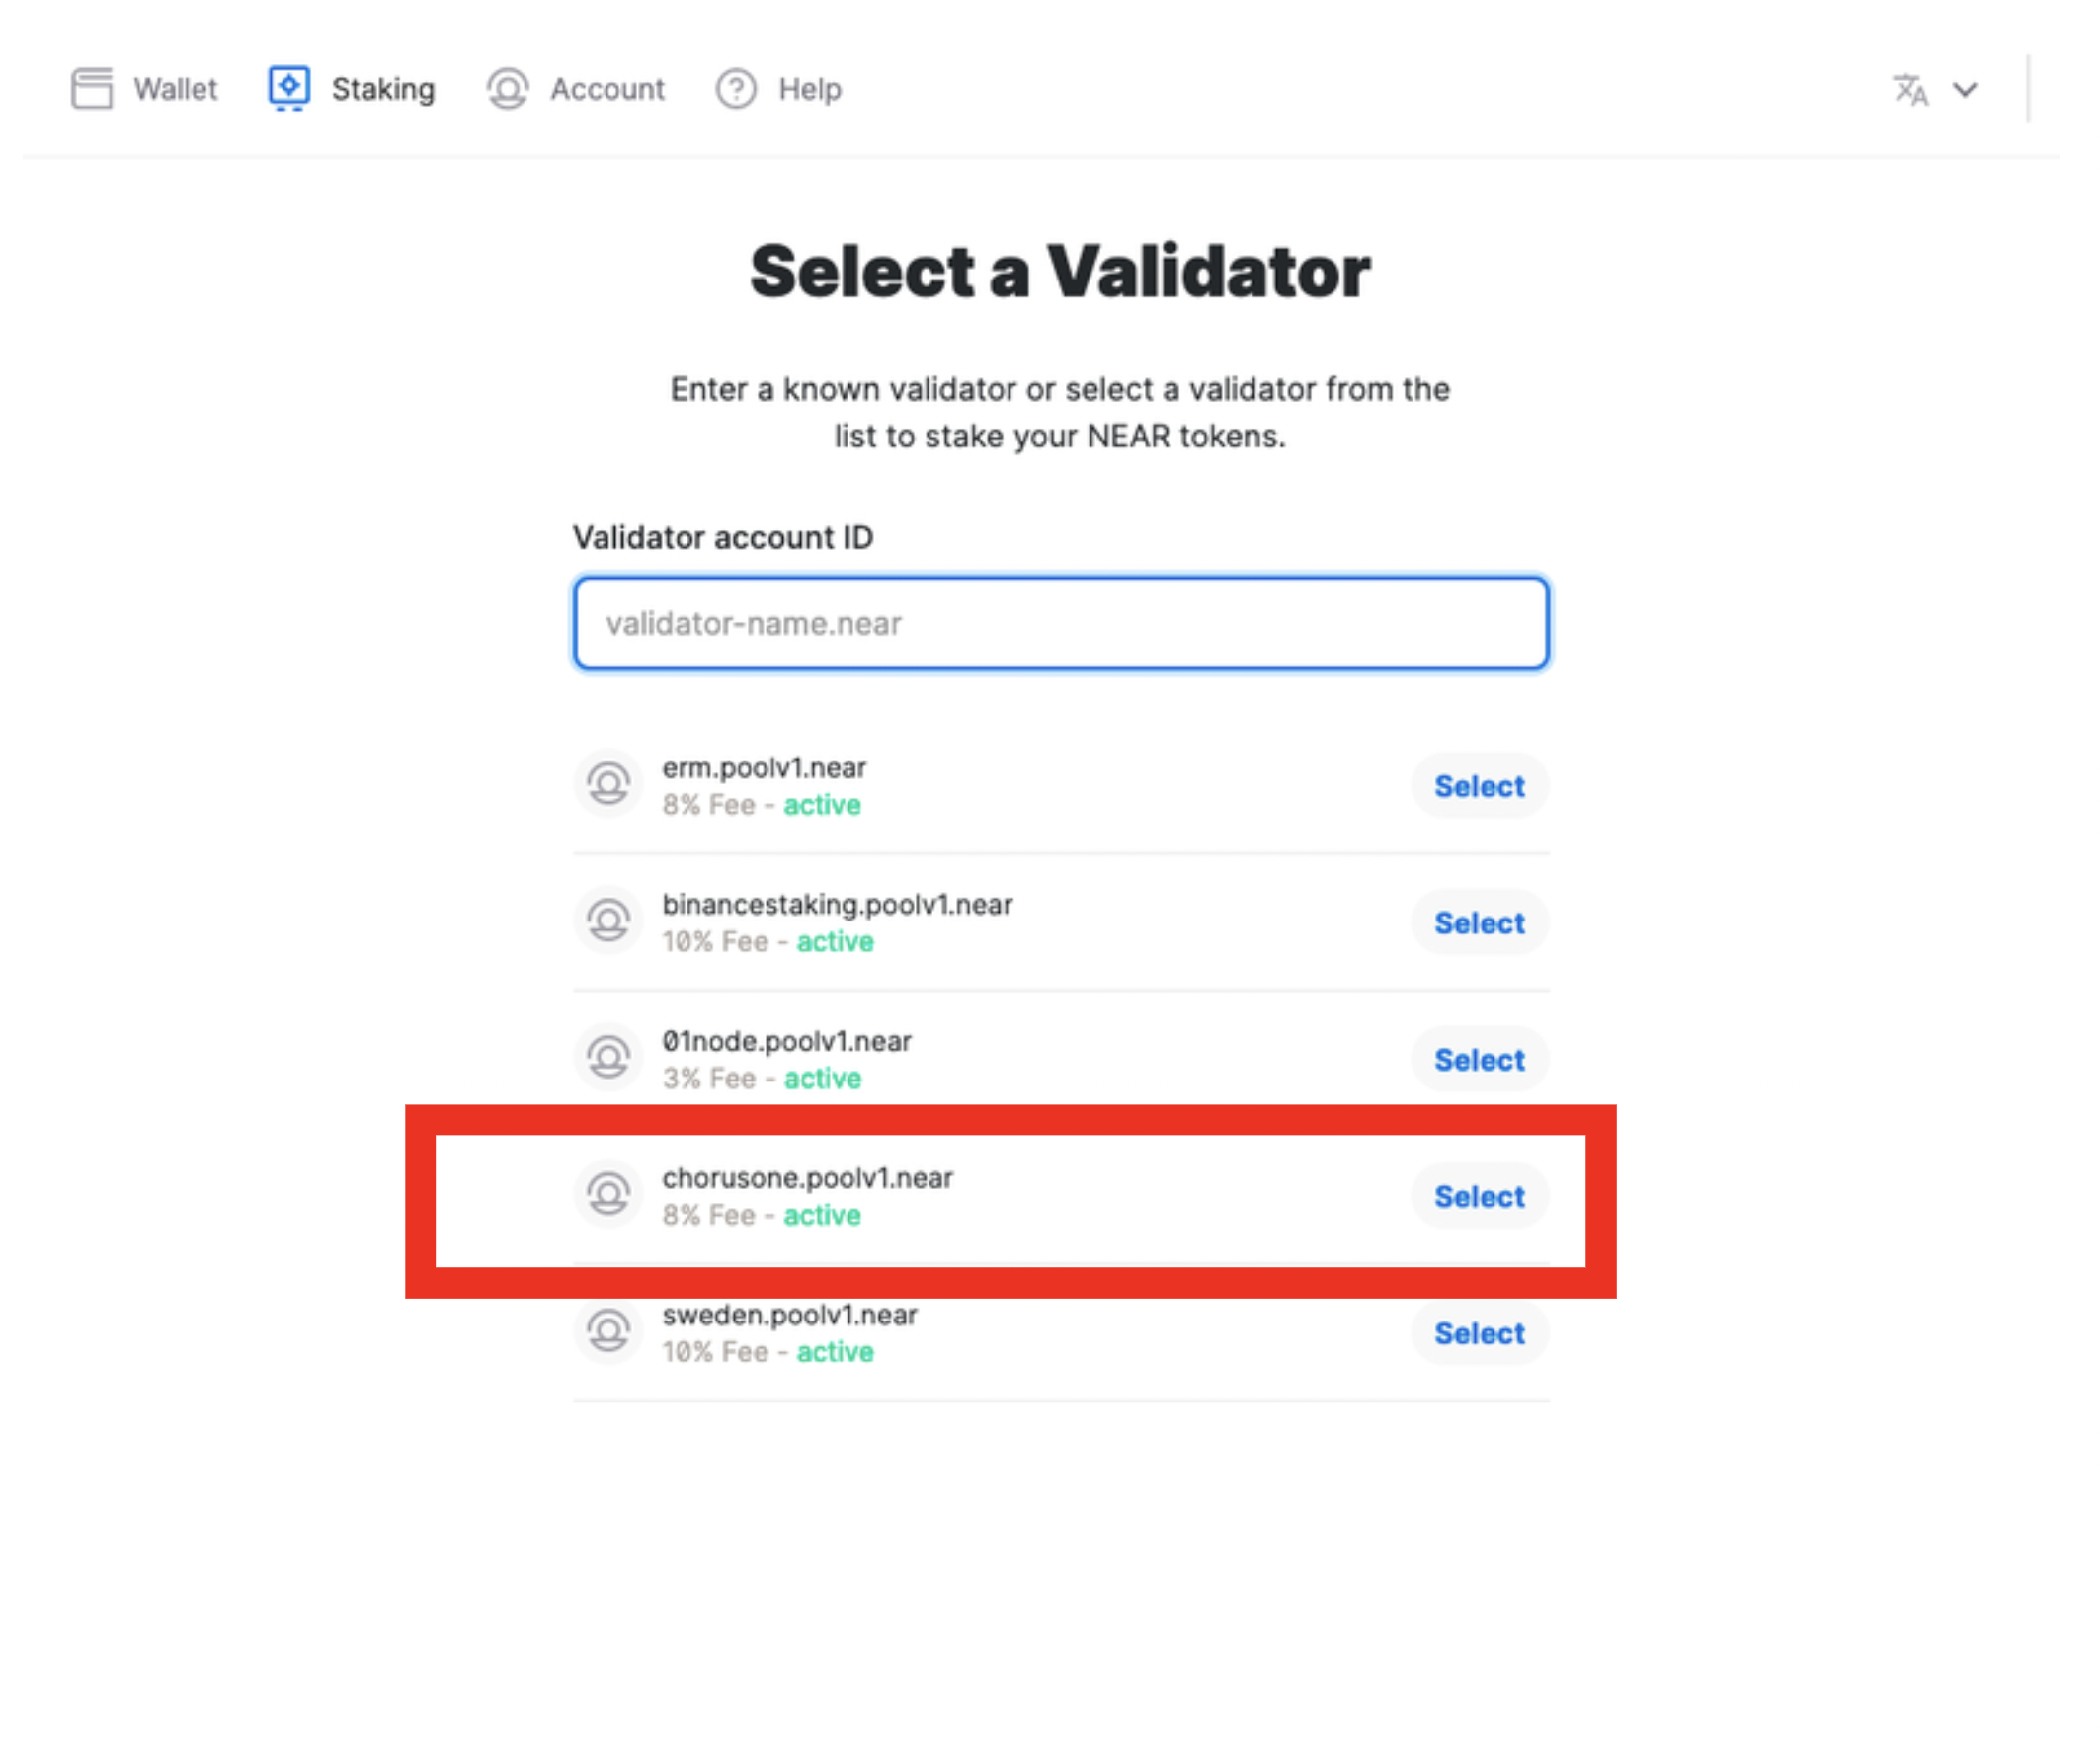 Wallet Staking Account Help
Select a Validator
Enter a known validator or select a validator from the
list to stake your NEAR tokens.
Validator account ID
validator-name.near
erm.poolv1.near
8% Fee - active
Select
binancestaking.poolv1.near
10% Fee - active
Select
01node.poolv1.near
3% Fee - active
Select
chorusone.poolv1.near
8% Fee - active
Select
sweden.poolv1.near
10% Fee - active
Select